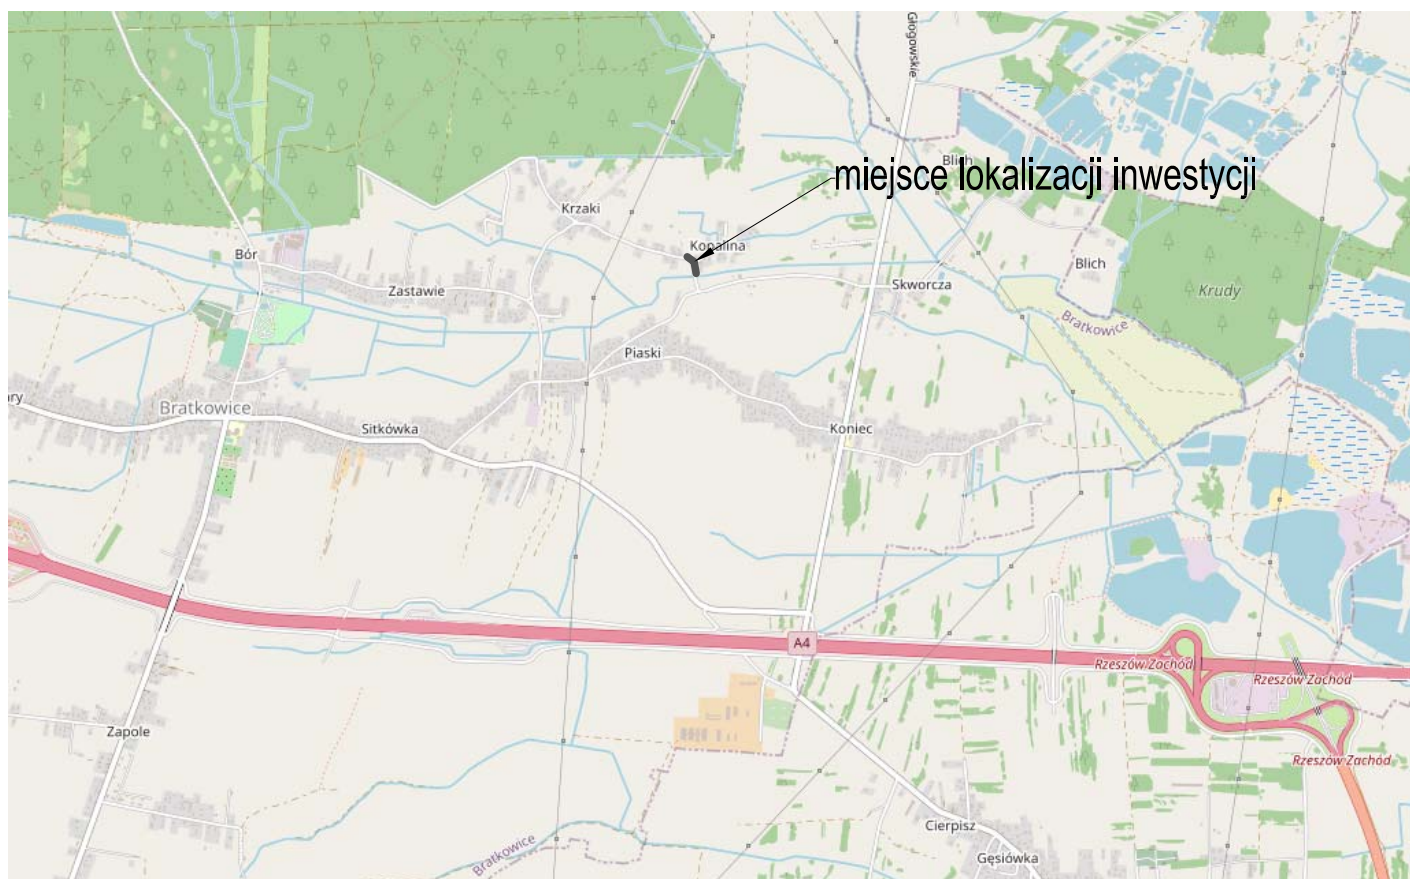 Głogowskie
Blich
miejsce lokalizacji inwestycji
Krzaki
Kopalina
Bór
Blich
Zastawie
Skworcza
Krudy
Bratkowice
Piaski
ary
Bratkowice
Sitkówka
Koniec
A4
Rzeszów Zachód
Rzeszów Zachód
Zapole
Rzeszów Zachód
Cierpisz
Bratkowice
Gęsiówka